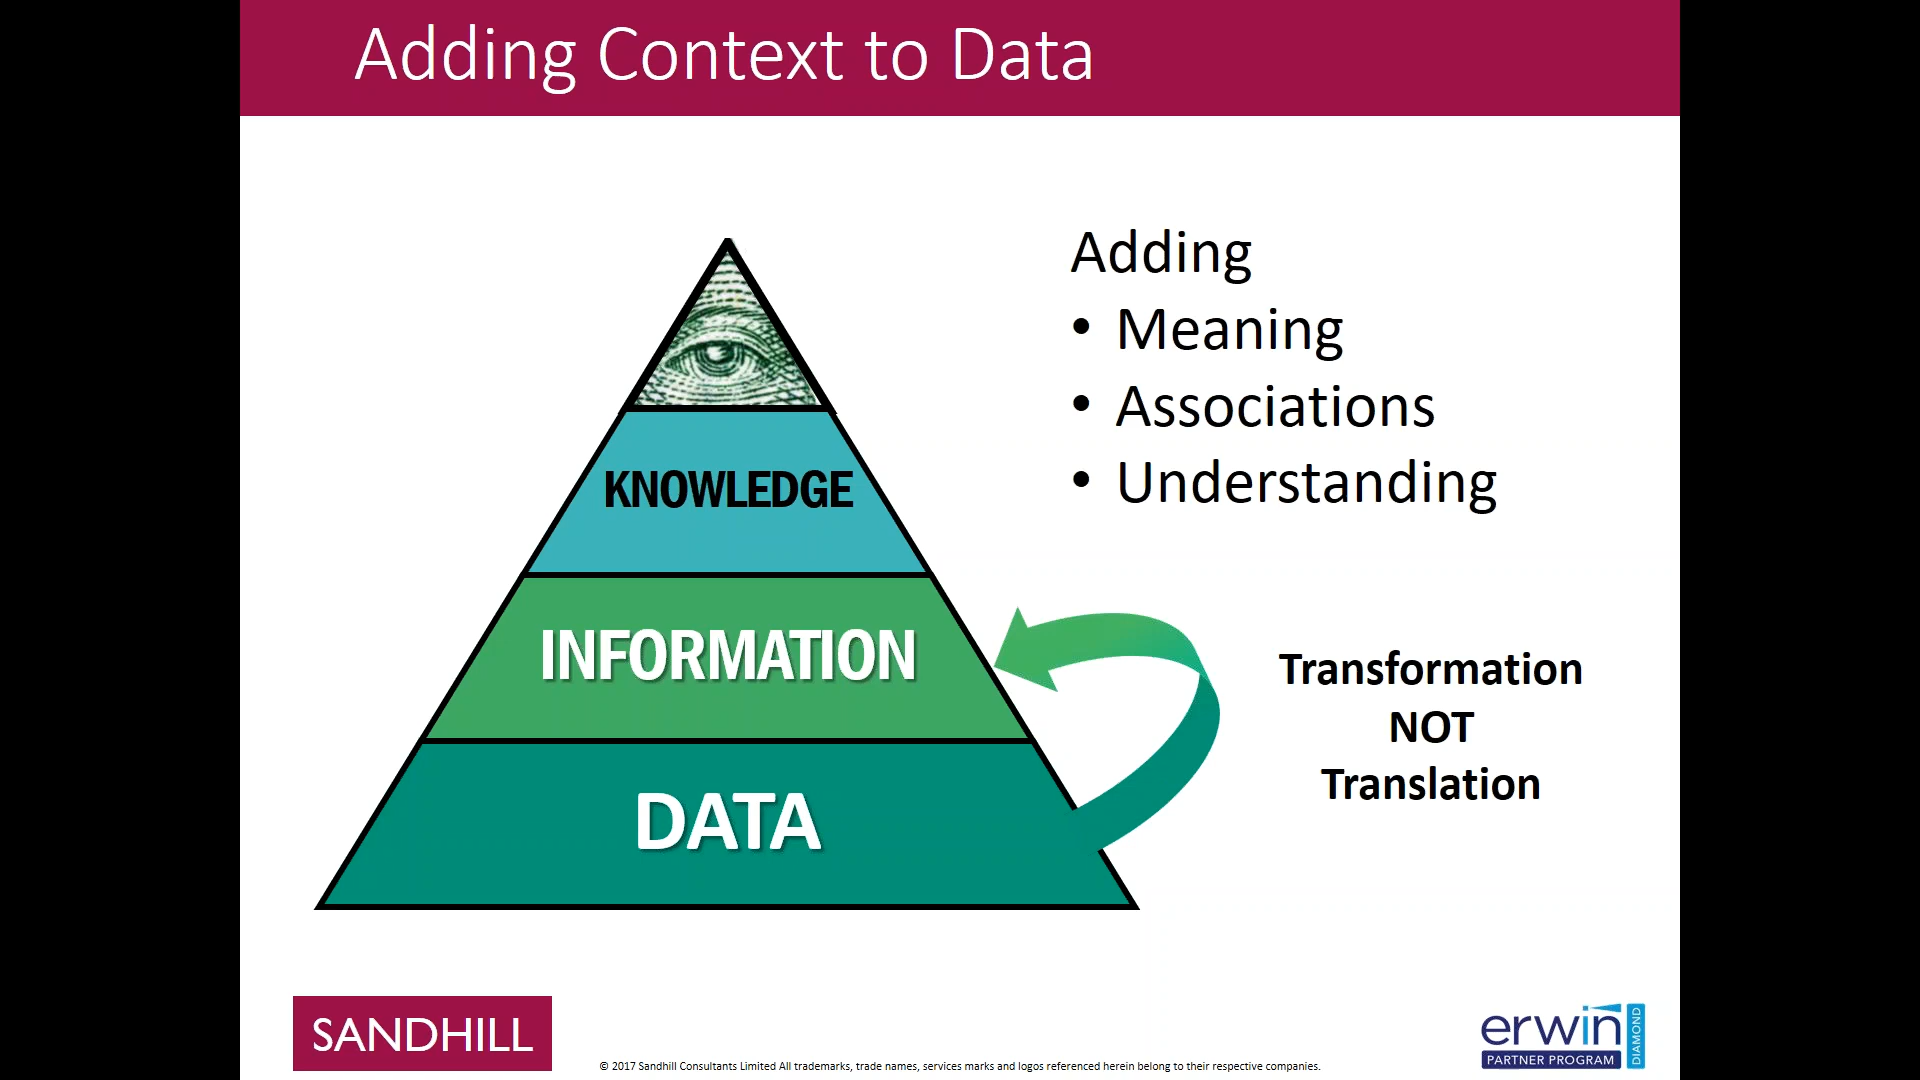 Adding Context to Data
Adding
• Meaning
• Associations
• Understanding
KNOWLEDGE
INFORMATION
DATA
Transformation
NOT
Translation
SANDHILL
© 2017 Sandhill Consultants Limited All trademarks, trade names, services marks and logos referenced herein belong to their respective companies.
erwin
PARTNER PROGRAM
DIAMOND